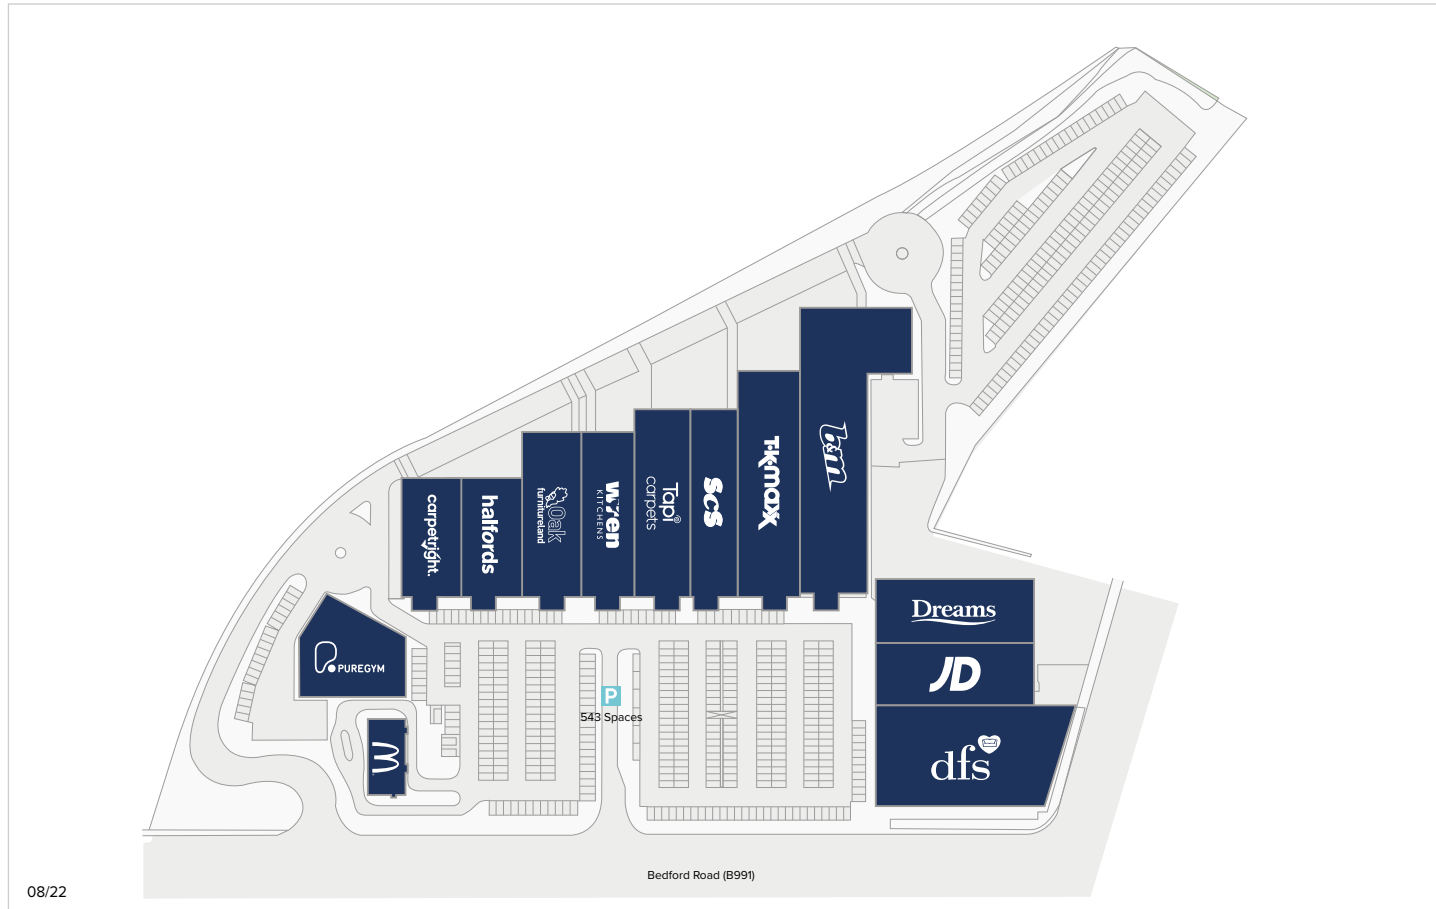 b&m
TK maxx
ScS
Tapi
carpets
wren
KITCHENS
Oak
furnitureland
halfords
carpetright.
Dreams
PUREGYM
JD
P
543 Spaces
M
dfs
Bedford Road (B991)
08/22